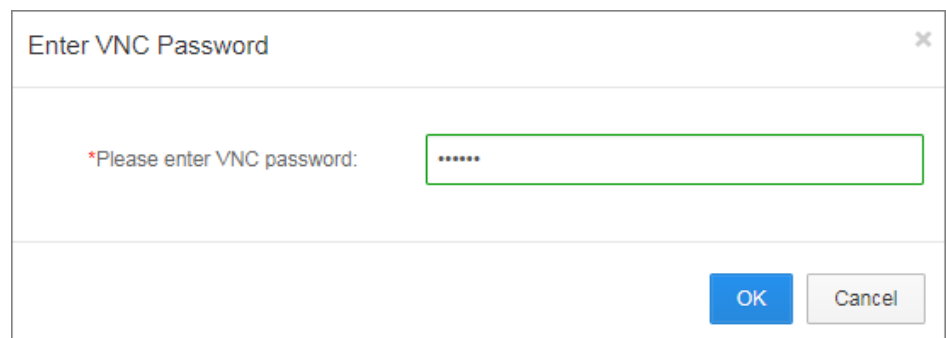 Enter VNC Password
×
*Please enter VNC password:
••••••
OK
Cancel